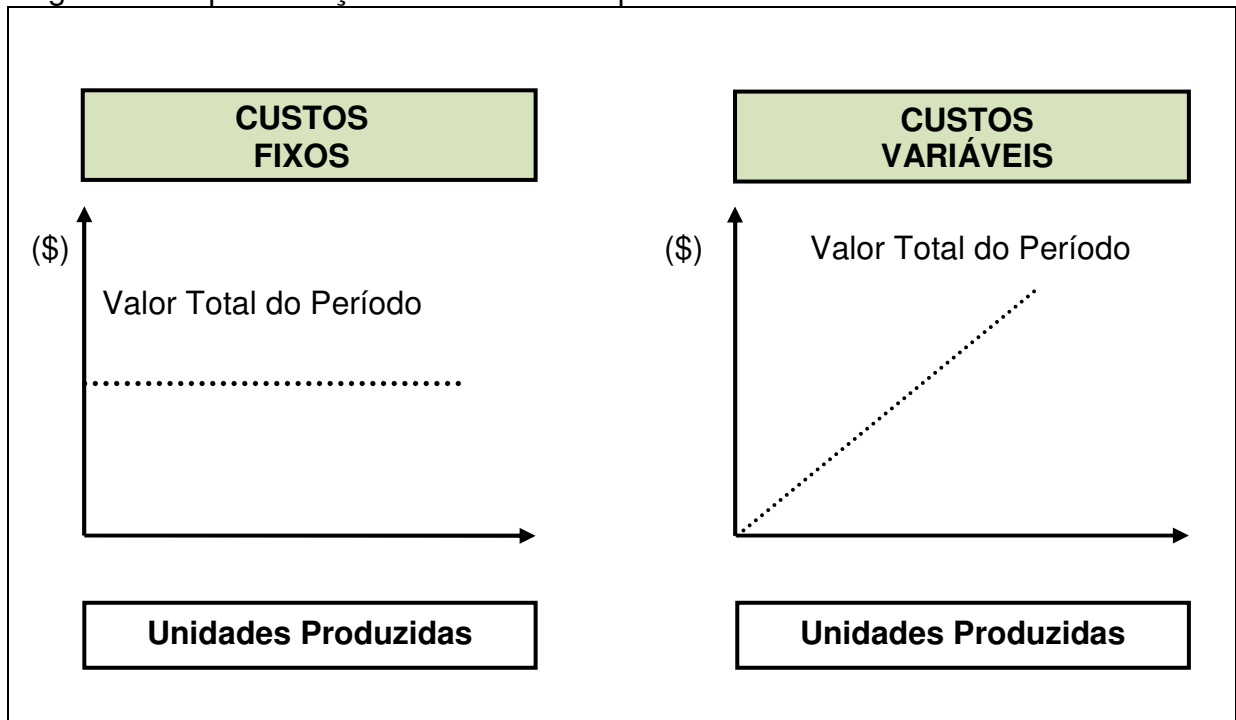 CUSTOS
FIXOS
($)
Valor Total do Período
Unidades Produzidas
CUSTOS
VARIÁVEIS
($)
Valor Total do Período
Unidades Produzidas